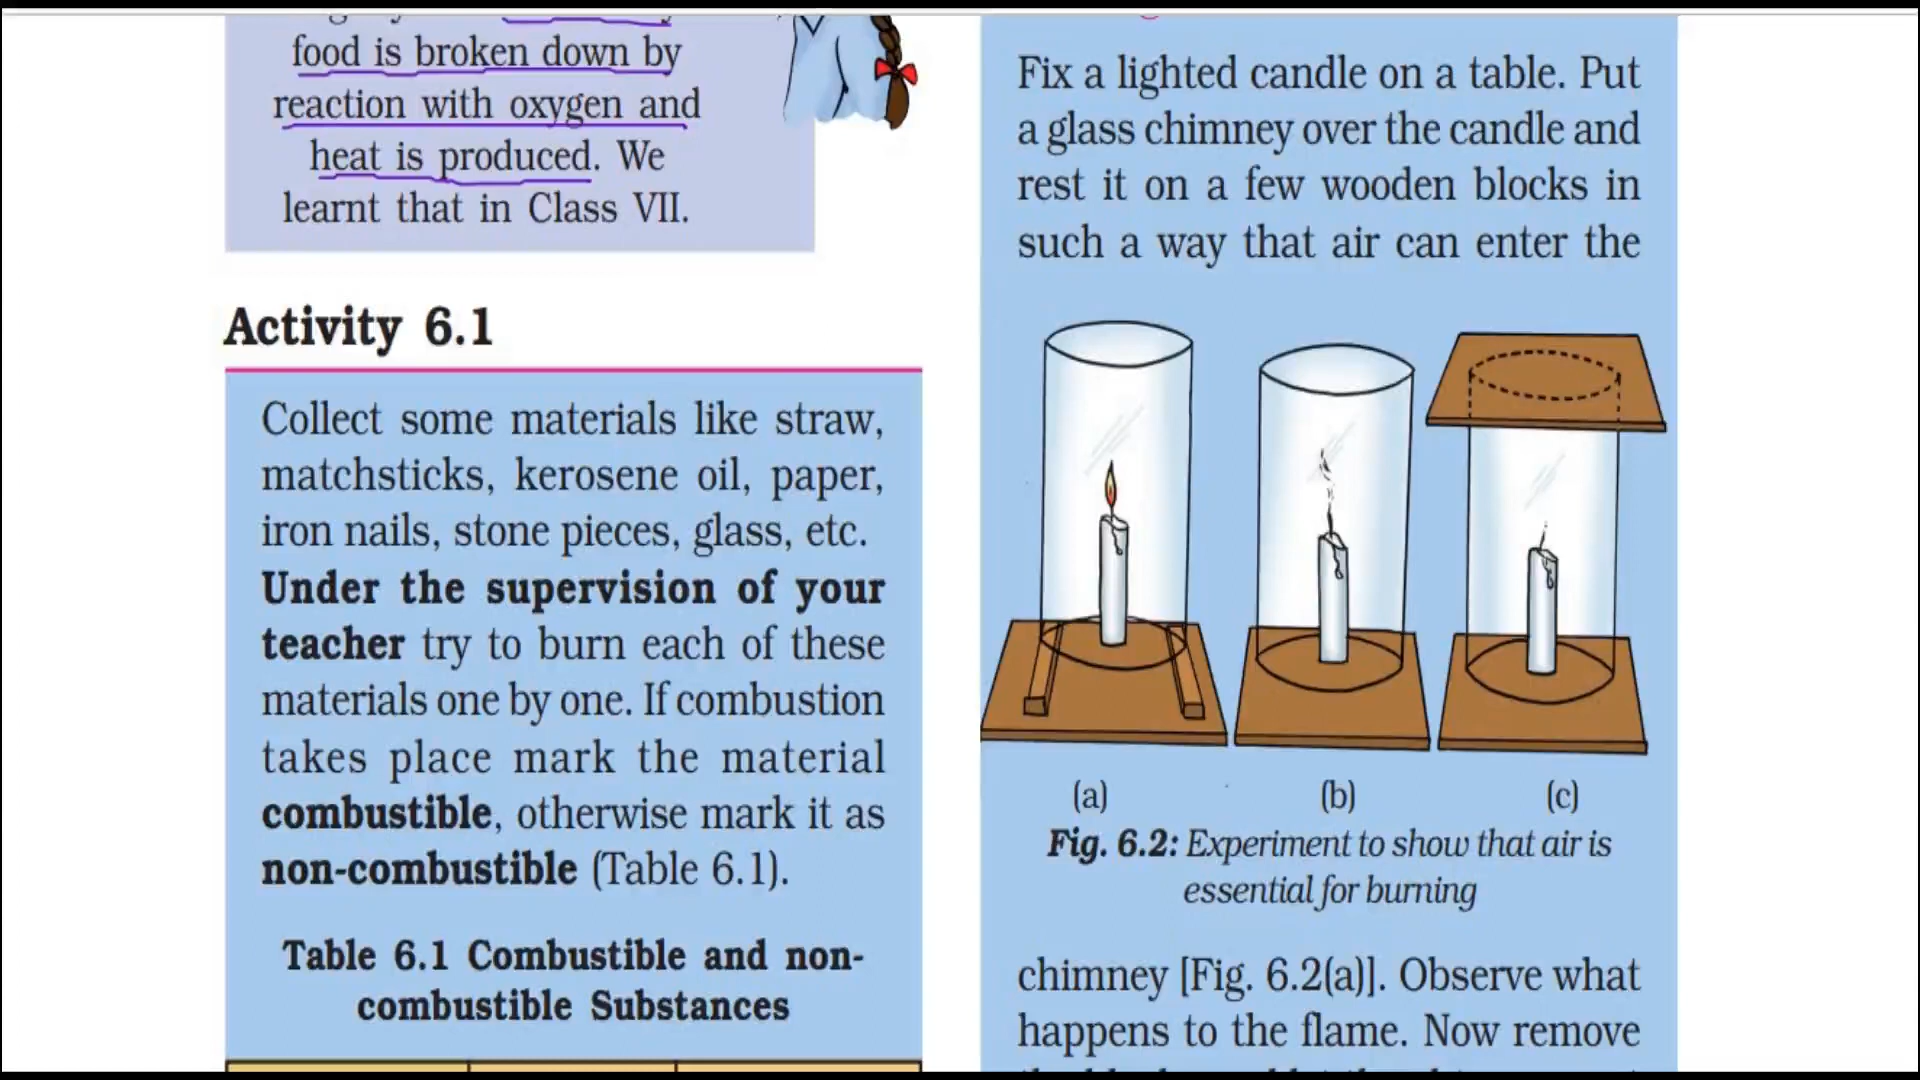 food is broken down by
reaction with oxygen and
heat is produced. We
learnt that in Class VII.
Activity 6.1
Collect some materials like straw,
matchsticks, kerosene oil, paper,
iron nails, stone pieces, glass, etc.
Under the supervision of your
teacher try to burn each of these
materials one by one. If combustion
takes place mark the material
combustible, otherwise mark it as
non-combustible (Table 6.1).
Table 6.1 Combustible and non-
combustible Substances
Fix a lighted candle on a table. Put
a glass chimney over the candle and
rest it on a few wooden blocks in
such a way that air can enter the
(a) (b) (c)
Fig. 6.2: Experiment to show that air is
essential for burning
chimney [Fig. 6.2(a)]. Observe what
happens to the flame. Now remove